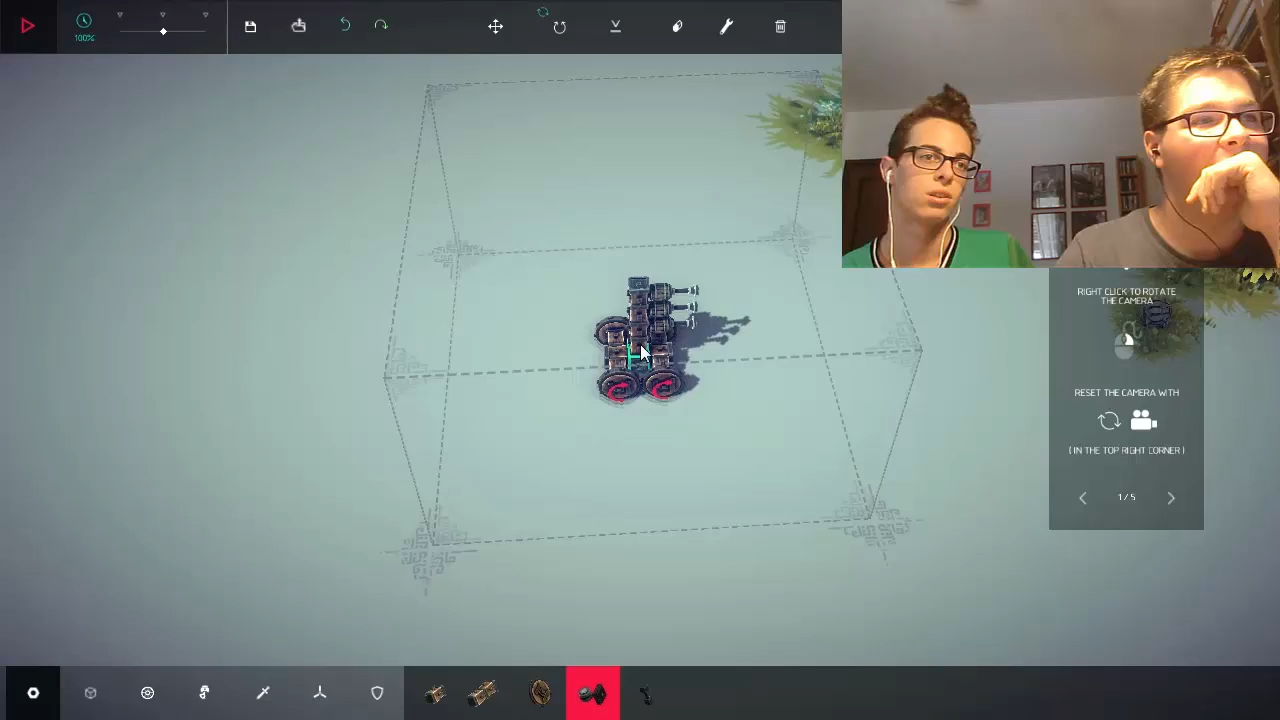 100%
RIGHT CLICK TO ROTATE
THE CAMERA
RESET THE CAMERA WITH
( IN THE TOP RIGHT CORNER )
1 / 5